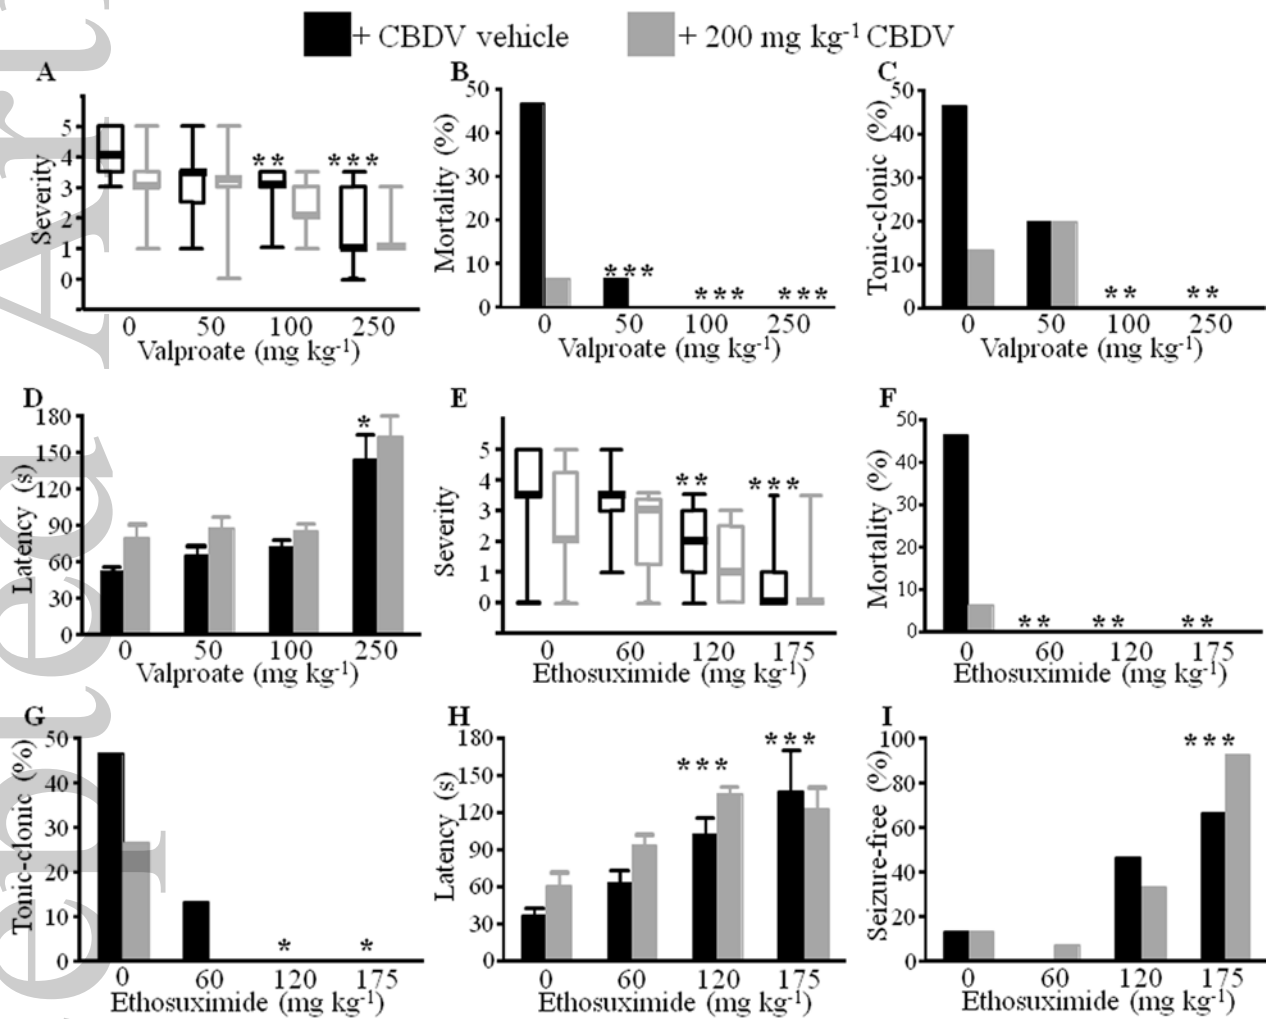 + CBDV vehicle + 200 mg kg-1 CBDV
A
Severity
5
4
3
2
1
0
** ***
0 50 100 250
Valproate (mg kg-1)
B
Mortality (%)
50
40
30
20
10
0
*** *** ***
0 50 100 250
Valproate (mg kg-1)
C
Tonic-clonic (%)
50
40
30
20
10
0
** **
0 50 100 250
Valproate (mg kg-1)
D
Latency (s)
180
150
120
90
60
30
0
*
0 50 100 250
Valproate (mg kg-1)
E
Severity
5
4
3
2
1
0
** ***
0 60 120 175
Ethosuximide (mg kg-1)
F
Mortality (%)
50
40
30
20
10
0
** ** **
0 60 120 175
Ethosuximide (mg kg-1)
G
Tonic-clonic (%)
50
40
30
20
10
0
* *
0 60 120 175
Ethosuximide (mg kg-1)
H
Latency (s)
180
150
120
90
60
30
0
*** ***
0 60 120 175
Ethosuximide (mg kg-1)
I
Seizure-free (%)
100
80
60
40
20
0
***
0 60 120 175
Ethosuximide (mg kg-1)